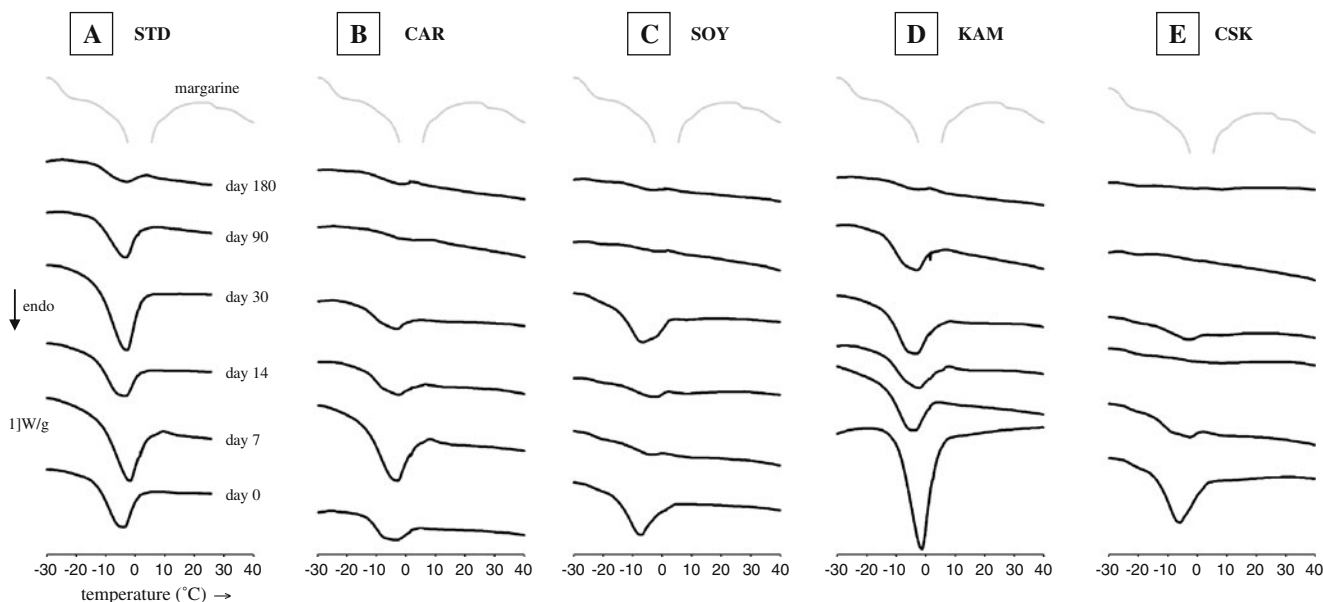 A STD B CAR C SOY D KAM E CSK
margarine
day 180
day 90
day 30
endo
day 14
1]W/g
day 7
day 0
-30 -20 -10 0 10 20 30 40 -30 -20 -10 0 10 20 30 40 -30 -20 -10 0 10 20 30 40 -30 -20 -10 0 10 20 30 40 -30 -20 -10 0 10 20 30 40
temperature (˚C) →